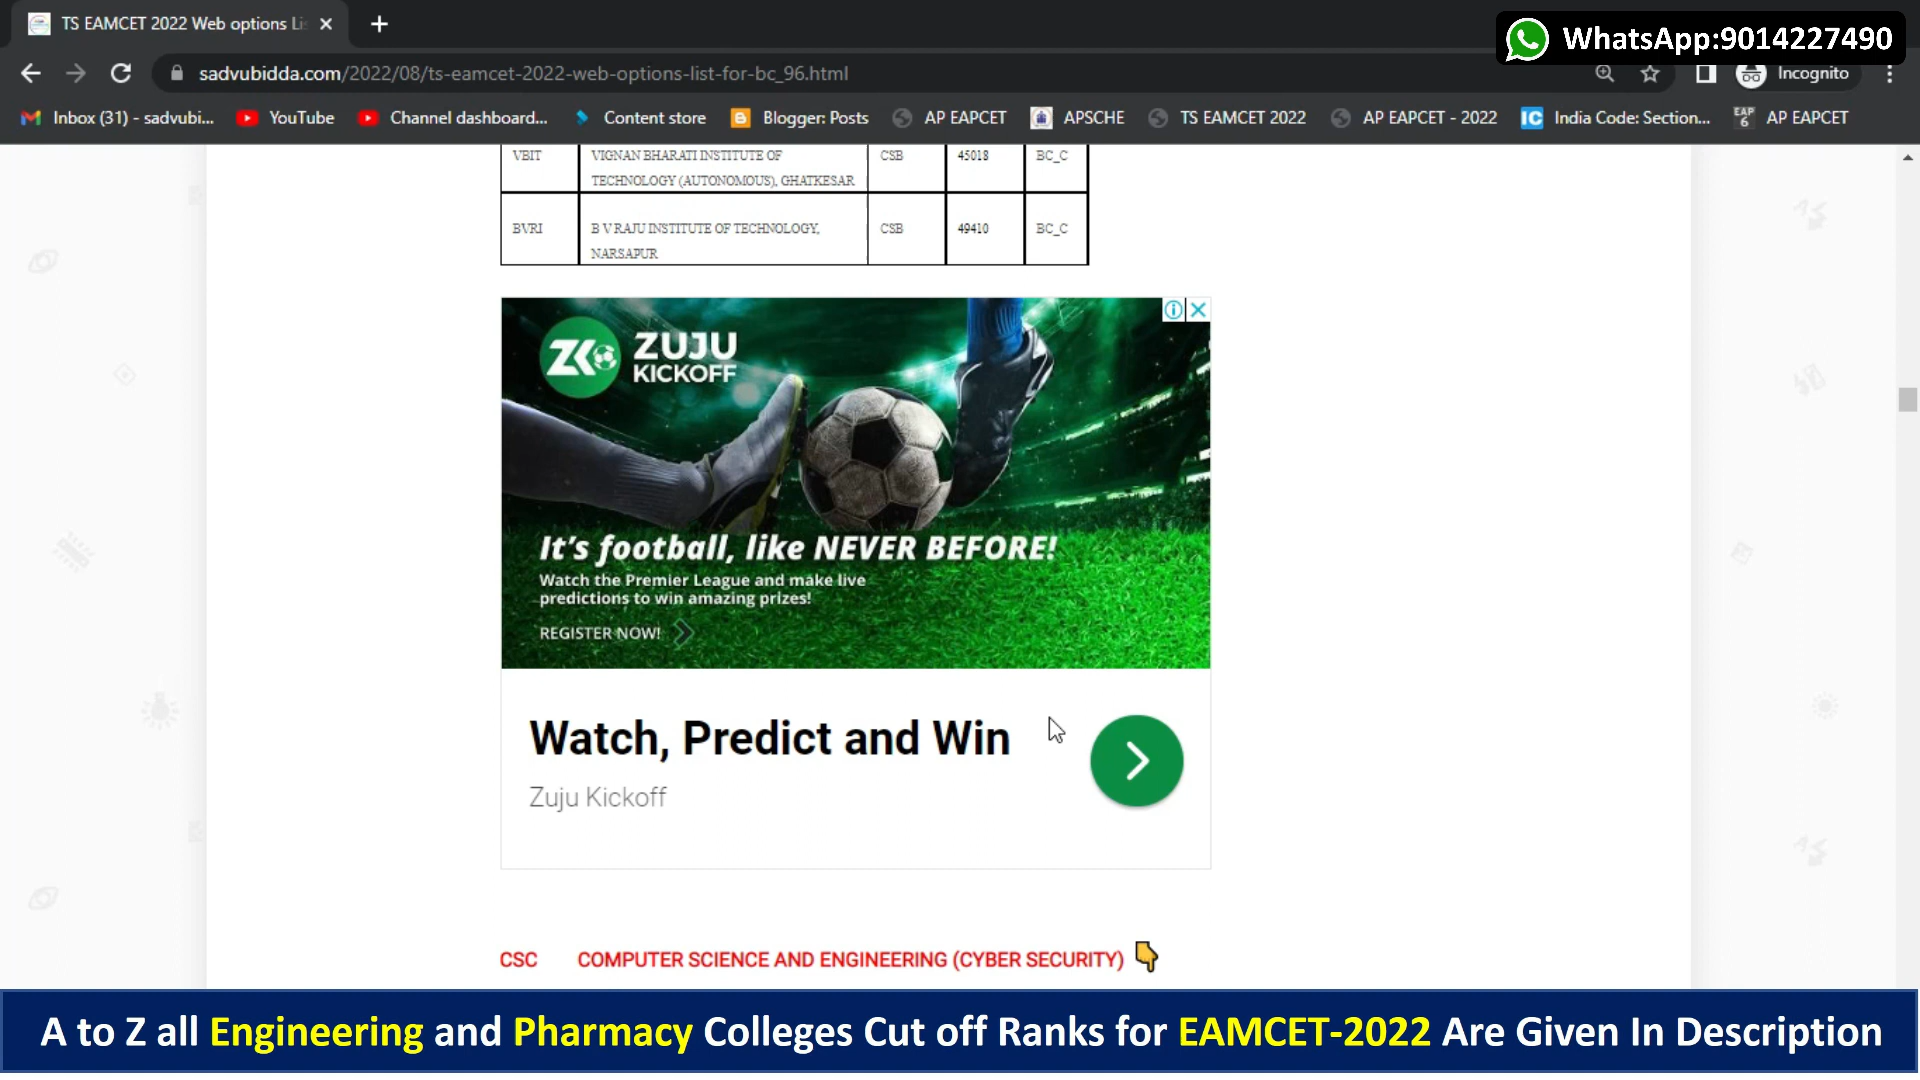 TS EAMCET 2022 Web options Li
WhatsApp:9014227490
sadvubidda.com/2022/08/ts-eamcet-2022-web-options-list-for-bc_96.html
Incognito
Inbox (31) - sadvubi...
YouTube
Channel dashboard...
Content store
Blogger: Posts
AP EAPCET
APSCHE
TS EAMCET 2022
AP EAPCET - 2022
IC India Code: Section...
EAP 6 AP EAPCET
VBIT VIGNAN BHARATI INSTITUTE OF CSB 45018 BC_C
TECHNOLOGY (AUTONOMOUS), GHATKESAR
BVRI B V RAJU INSTITUTE OF TECHNOLOGY, CSB 49410 BC_C
NARSAPUR
ZK ZUJU
KICKOFF
It's football, like NEVER BEFORE!
Watch the Premier League and make live
predictions to win amazing prizes!
REGISTER NOW!
Watch, Predict and Win
Zuju Kickoff
CSC COMPUTER SCIENCE AND ENGINEERING (CYBER SECURITY)
A to Z all Engineering and Pharmacy Colleges Cut off Ranks for EAMCET-2022 Are Given In Description